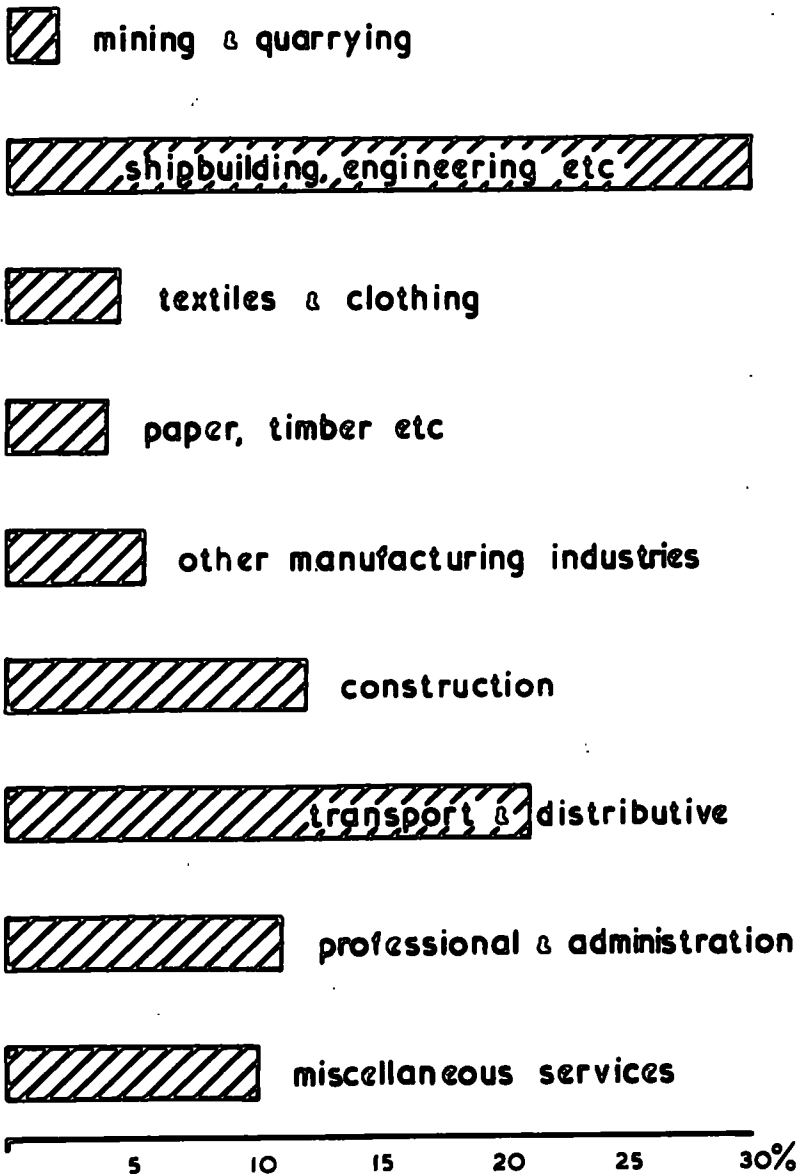 mining & quarrying
shipbuilding, engineering etc
textiles & clothing
paper, timber etc
other manufacturing industries
construction
transport & distributive
professional & administration
miscellaneous services
5 10 15 20 25 30%